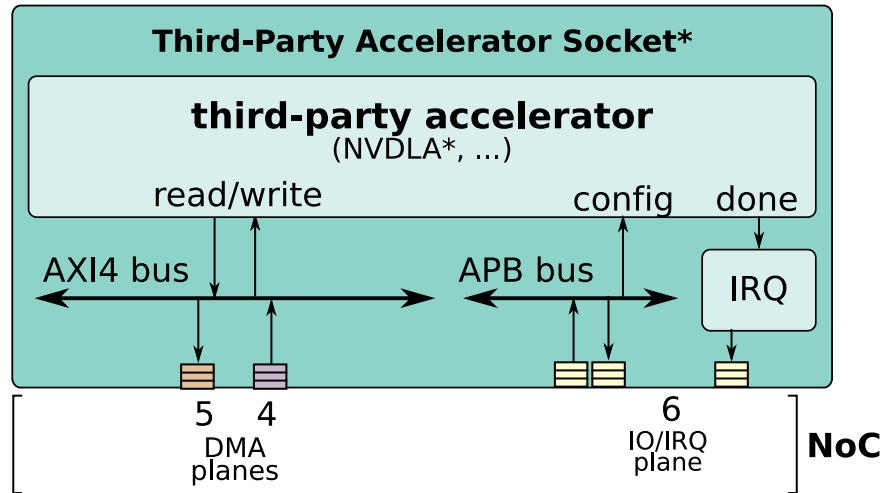 Third-Party Accelerator Socket*
third-party accelerator
(NVDLA*, ...)
read/write
config
done
AXI4 bus
APB bus
IRQ
5
4
6
DMA
planes
IO/IRQ
plane
NoC